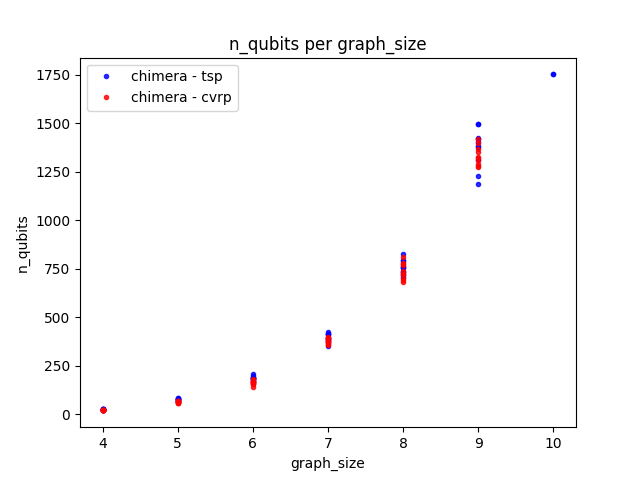 n_qubits per graph_size
chimera - tsp
chimera - cvrp
1750
1500
1250
1000
750
500
250
0
n_qubits
4 5 6 7 8 9 10
graph_size